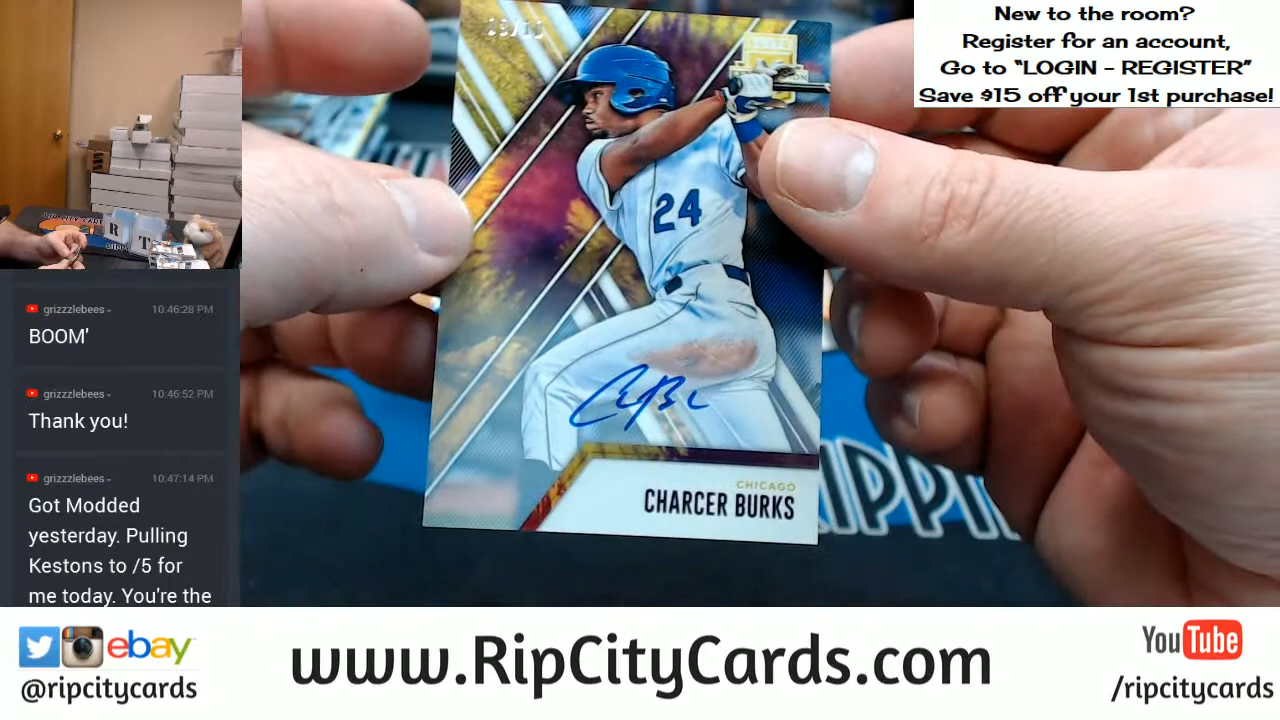 New to the room?
Register for an account,
Go to "LOGIN - REGISTER"
Save $15 off your 1st purchase!
24
CHICAGO
CHARCER BURKS
R
T
grizzzlebees
10:46:28 PM
BOOM'
grizzzlebees
10:46:52 PM
Thank you!
grizzzlebees
10:47:14 PM
Got Modded
yesterday. Pulling
Kestons to /5 for
me today. You're the
ebay
@ripcitycards
www.RipCityCards.com
YouTube
/ripcitycards